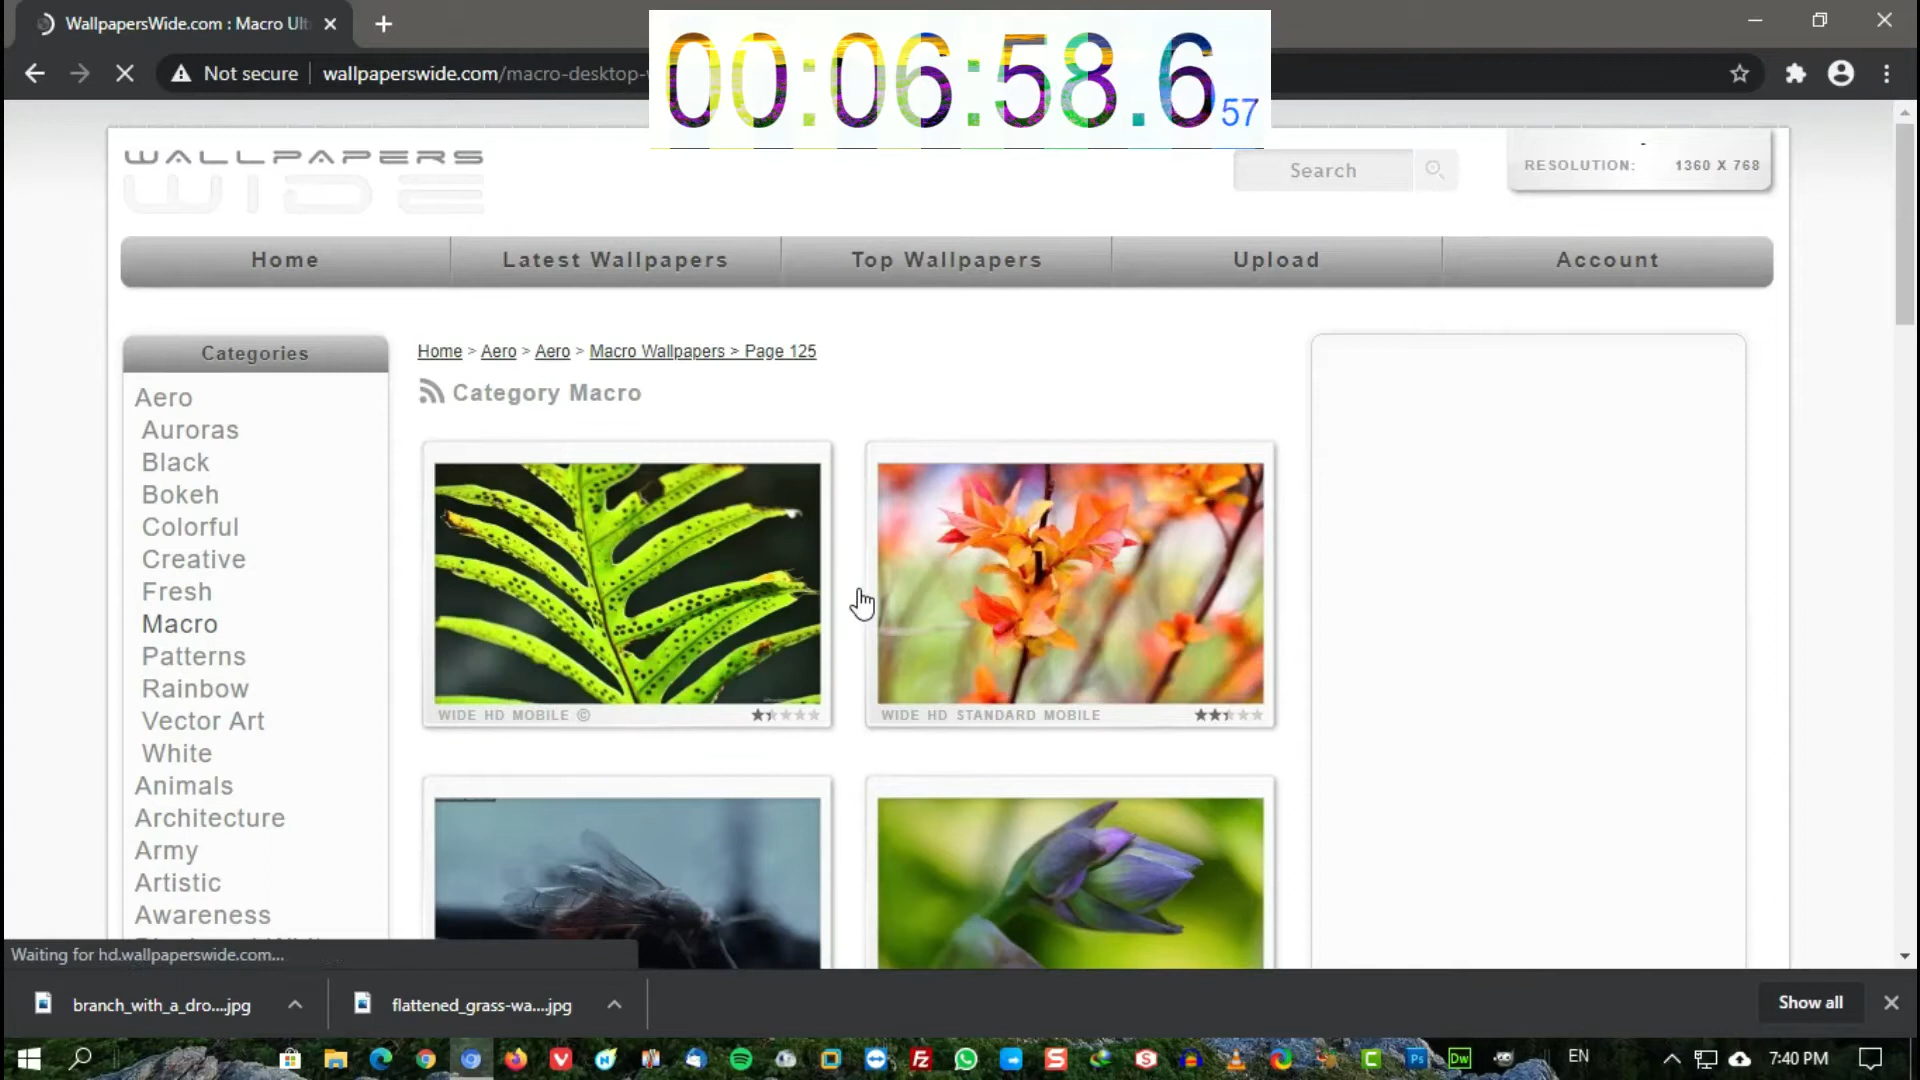 WallpapersWide.com : Macro Ult
00:06:58.657
Not secure
wallpaperswide.com/macro-desktop-
WALLPAPERS
WIDE
Search
RESOLUTION: 1360 X 768
Home
Latest Wallpapers
Top Wallpapers
Upload
Account
Categories
Aero
Auroras
Black
Bokeh
Colorful
Creative
Fresh
Macro
Patterns
Rainbow
Vector Art
White
Animals
Architecture
Army
Artistic
Awareness
Home > Aero > Aero > Macro Wallpapers > Page 125
Category Macro
WIDE HD MOBILE ©
WIDE HD STANDARD MOBILE
Waiting for hd.wallpaperswide.com...
branch_with_a_dro....jpg
flattened_grass-wa....jpg
Show all
EN
7:40 PM